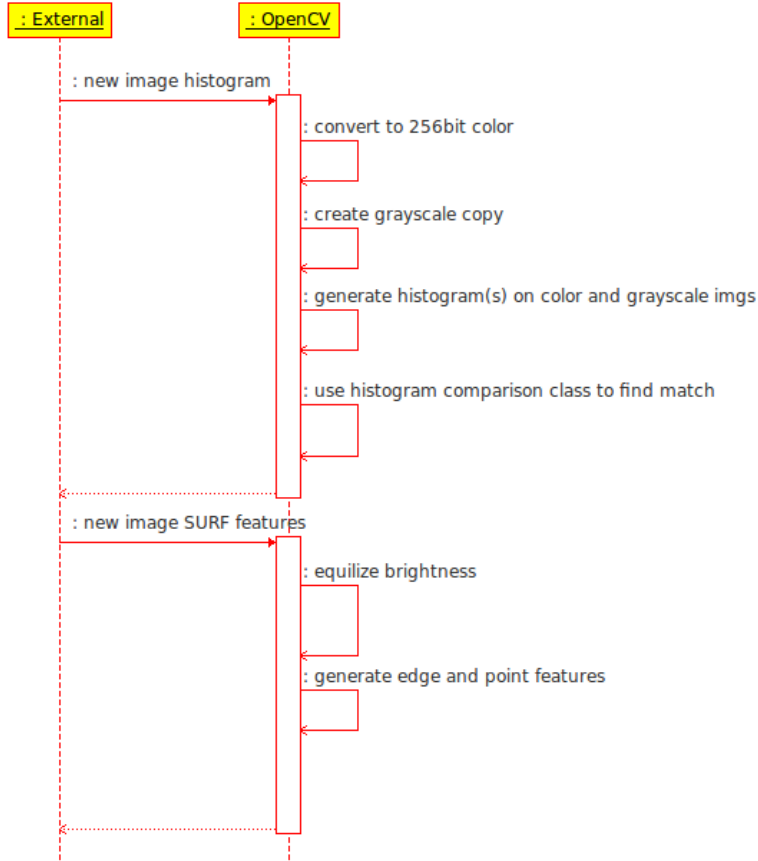 : External
: OpenCV
: new image histogram
: convert to 256bit color
: create grayscale copy
: generate histogram(s) on color and grayscale imgs
: use histogram comparison class to find match
: new image SURF features
: equilize brightness
: generate edge and point features